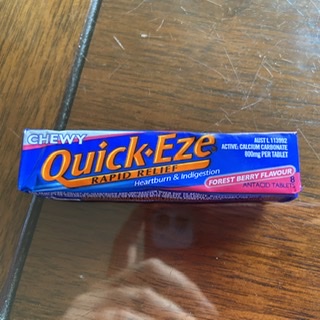 CHEWY
Quick-Eze
RAPID RELIEF
Heartburn & Indigestion
AUST L 113992
ACTIVE: CALCIUM CARBONATE
800mg PER TABLET
FOREST BERRY FLAVOUR
8
ANTACID TABLETS